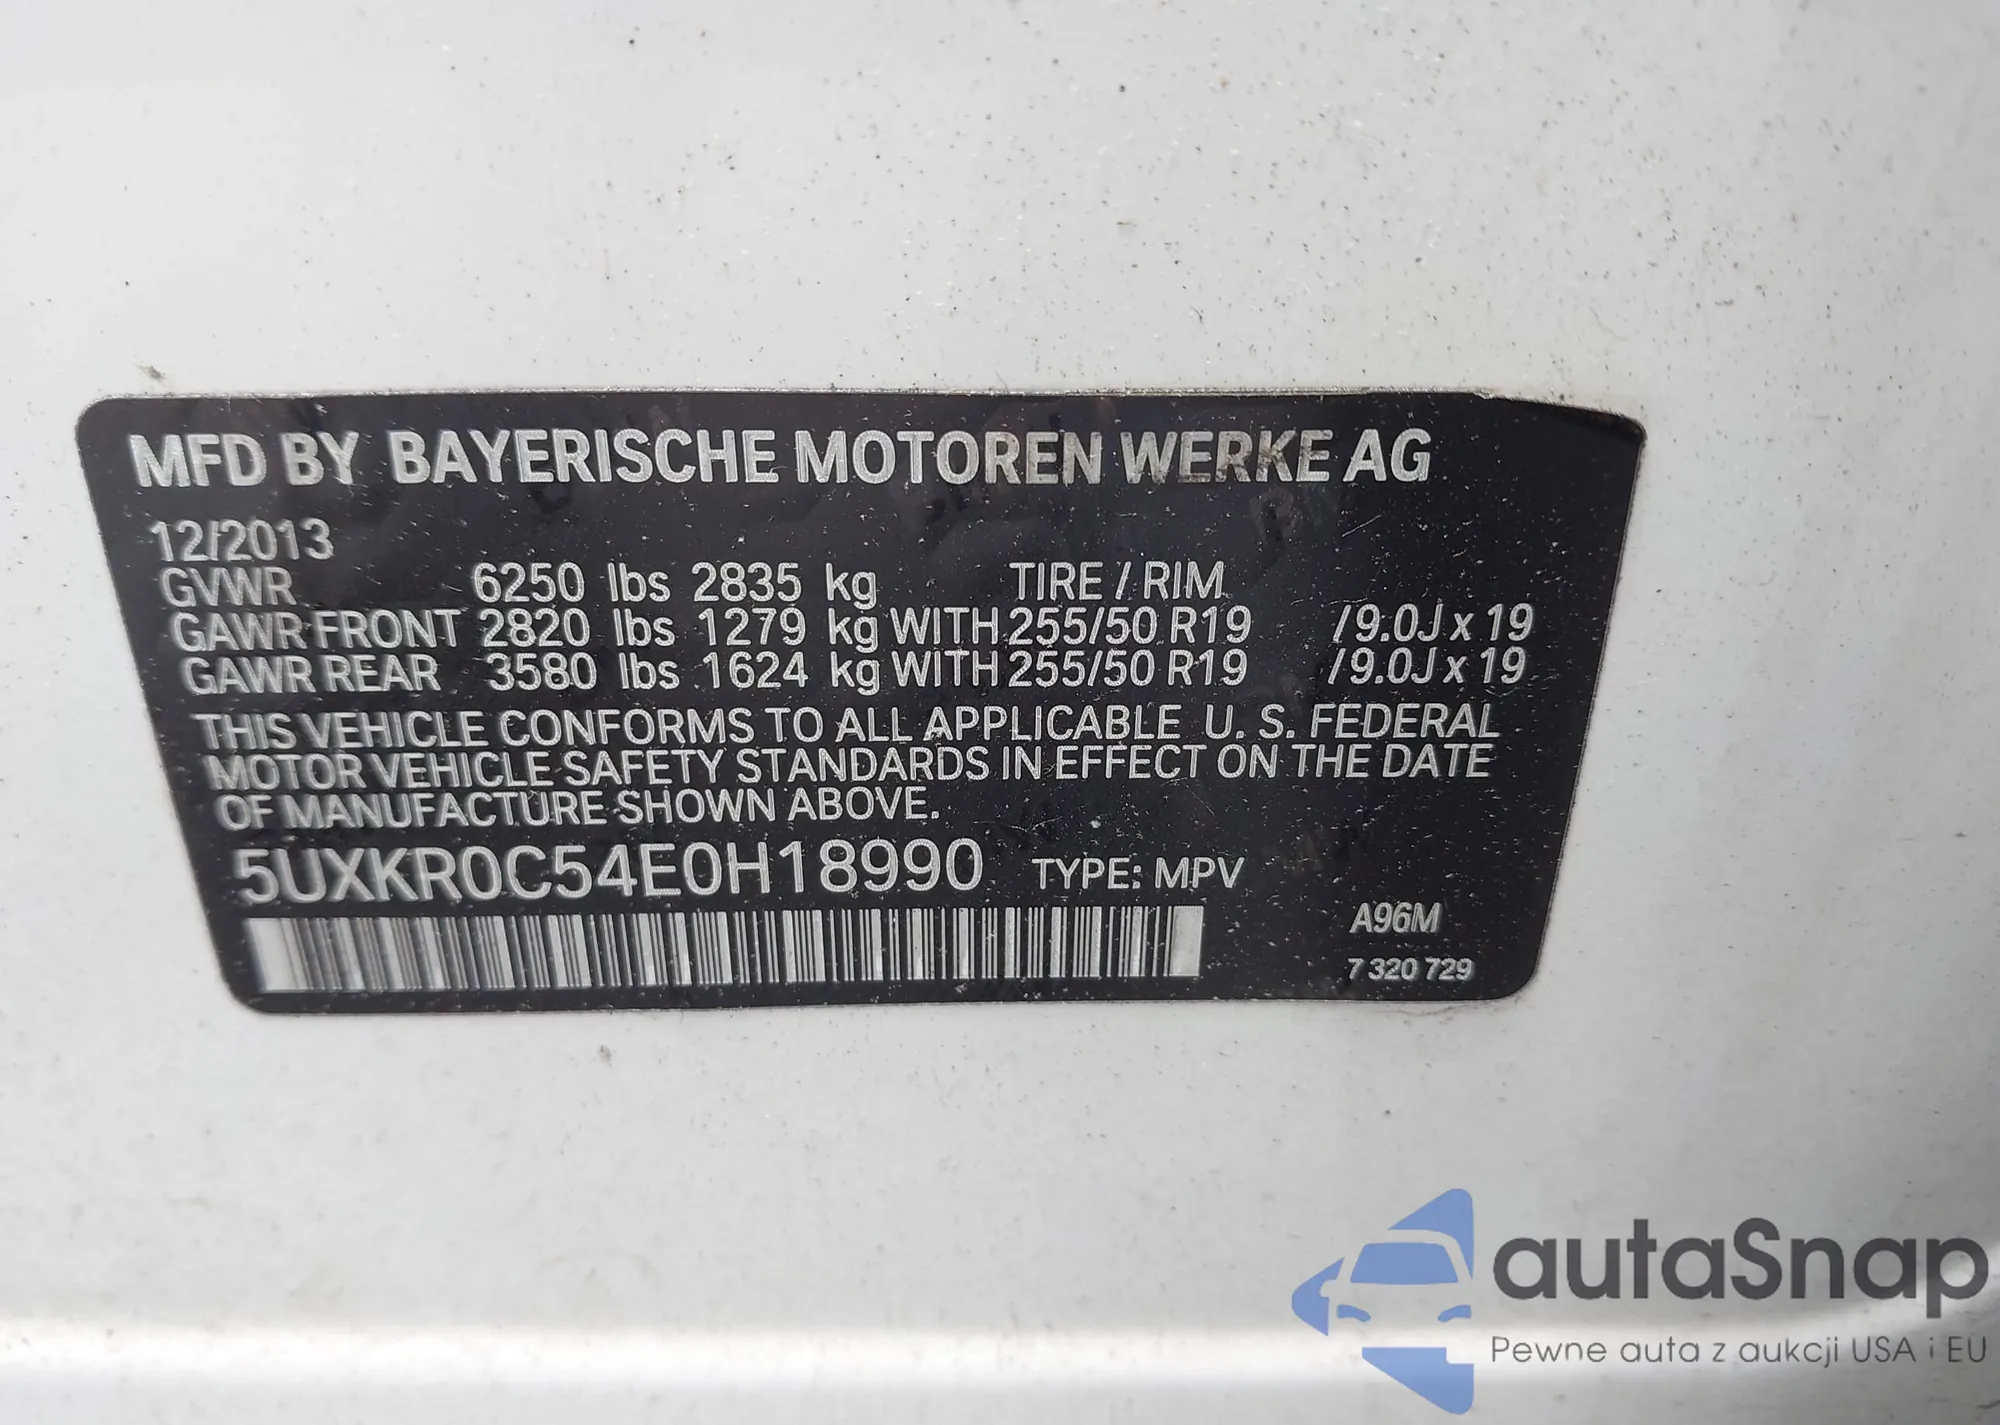 MFD BY BAYERISCHE MOTOREN WERKE AG
12/2013
GVWR 6250 lbs 2835 kg TIRE / RIM
GAWR FRONT 2820 lbs 1279 kg WITH 255/50 R19 /9.0J x 19
GAWR REAR 3580 lbs 1624 kg WITH 255/50 R19 /9.0J x 19
THIS VEHICLE CONFORMS TO ALL APPLICABLE U. S. FEDERAL
MOTOR VEHICLE SAFETY STANDARDS IN EFFECT ON THE DATE
OF MANUFACTURE SHOWN ABOVE.
5UXKR0C54E0H18990 TYPE: MPV
A96M
7 320 729
autaSnap
Pewne auta z aukcji USA i EU